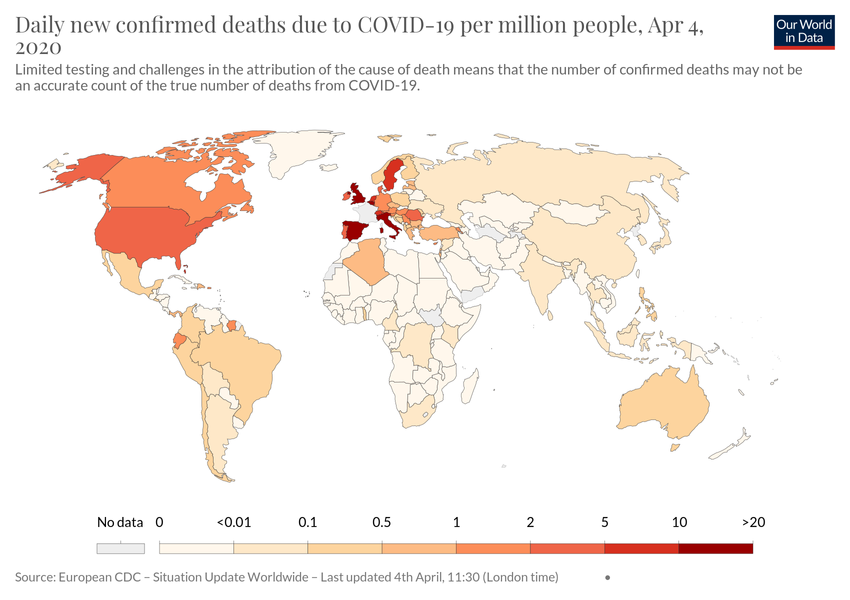 Daily new confirmed deaths due to COVID-19 per million people, Apr 4,
2020
Our World
in Data
Limited testing and challenges in the attribution of the cause of death means that the number of confirmed deaths may not be
an accurate count of the true number of deaths from COVID-19.
No data 0 <0.01 0.1 0.5 1 2 5 10 >20
Source: European CDC – Situation Update Worldwide – Last updated 4th April, 11:30 (London time) •